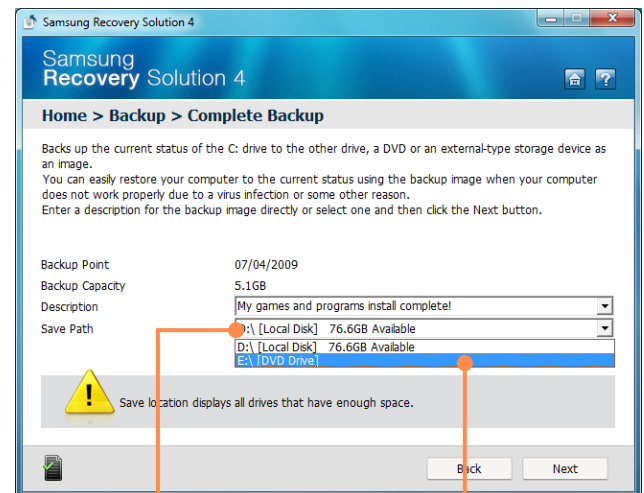 Samsung Recovery Solution 4
Samsung
Recovery Solution 4
Home > Backup > Complete Backup
Backs up the current status of the C: drive to the other drive, a DVD or an external-type storage device as
an image.
You can easily restore your computer to the current status using the backup image when your computer
does not work properly due to a virus infection or some other reason.
Enter a description for the backup image directly or select one and then click the Next button.
Backup Point 07/04/2009
Backup Capacity 5.1GB
Description My games and programs install complete!
Save Path D:\ [Local Disk] 76.6GB Available
D:\ [Local Disk] 76.6GB Available
E:\ [DVD Drive]
Save location displays all drives that have enough space.
Back Next